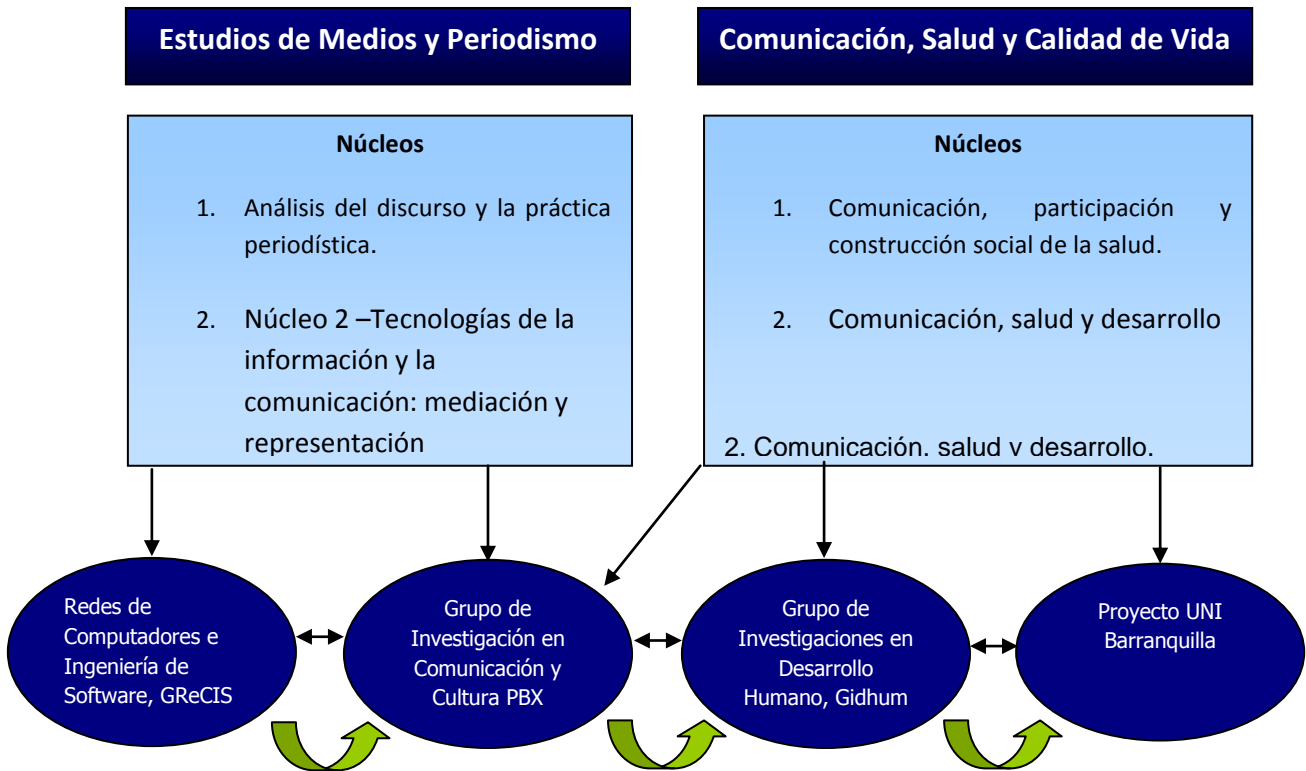 Estudios de Medios y Periodismo
Comunicación, Salud y Calidad de Vida
Núcleos
1. Análisis del discurso y la práctica
periodística.
2. Núcleo 2 –Tecnologías de la
información y la
comunicación: mediación y
representación
Núcleos
1. Comunicación, participación y
construcción social de la salud.
2. Comunicación, salud y desarrollo
2. Comunicación. salud v desarrollo.
Redes de
Computadores e
Ingeniería de
Software, GReCIS
Grupo de
Investigación en
Comunicación y
Cultura PBX
Grupo de
Investigaciones en
Desarrollo
Humano, Gidhum
Proyecto UNI
Barranquilla